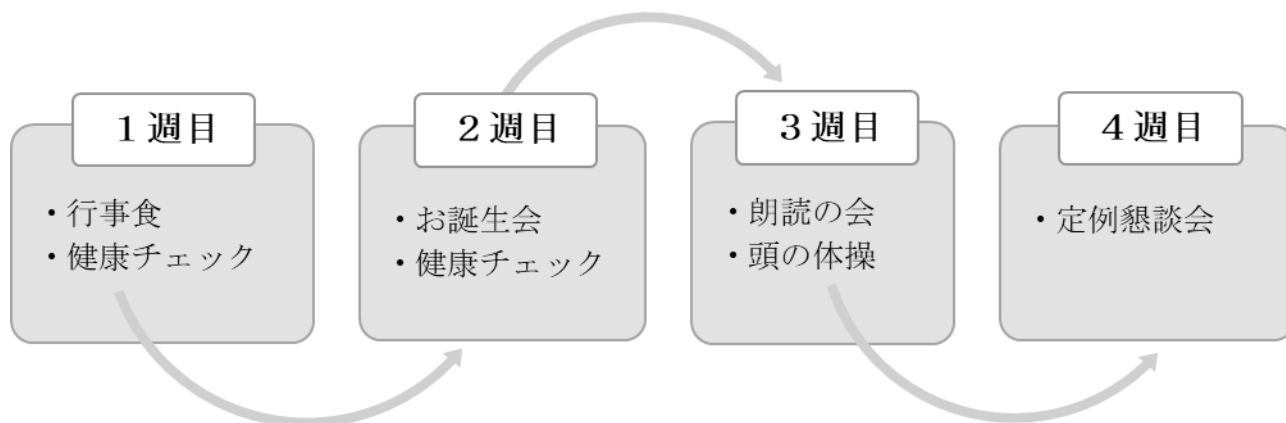 １週目
・行事食
・健康チェック
２週目
・お誕生会
・健康チェック
３週目
・朗読の会
・頭の体操
４週目
・定例懇談会